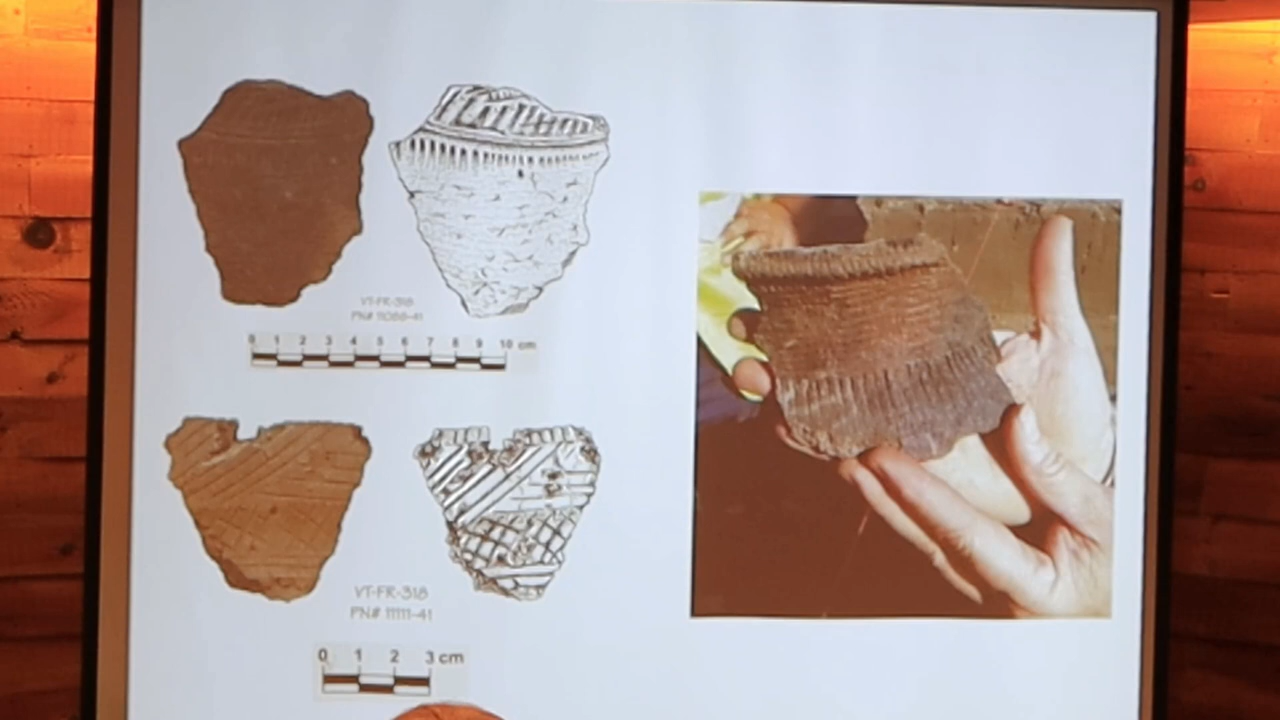 VT-FR-318
PN# 11088-41
0 1 2 3 4 5 6 7 8 9 10 cm
VT-FR-318
PN# 11111-41
0 1 2 3 cm